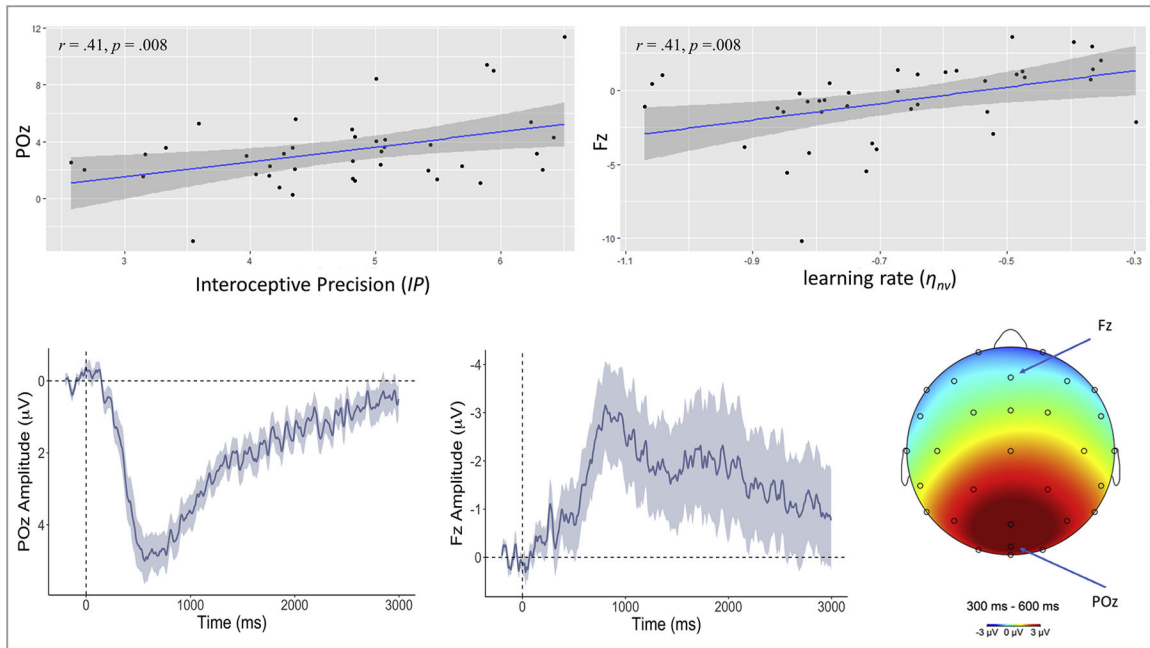 r = .41, p = .008
12
8
4
0
POz
3
4
5
6
Interoceptive Precision (IP)
r = .41, p =.008
0
-5
-10
Fz
-1.1
-0.9
-0.7
-0.5
-0.3
learning rate (ηnv)
0
2
4
POz Amplitude (µV)
0
1000
2000
3000
Time (ms)
-4
-3
-2
-1
0
Fz Amplitude (µV)
0
1000
2000
3000
Time (ms)
Fz
POz
300 ms - 600 ms
-3 µV 0 µV 3 µV